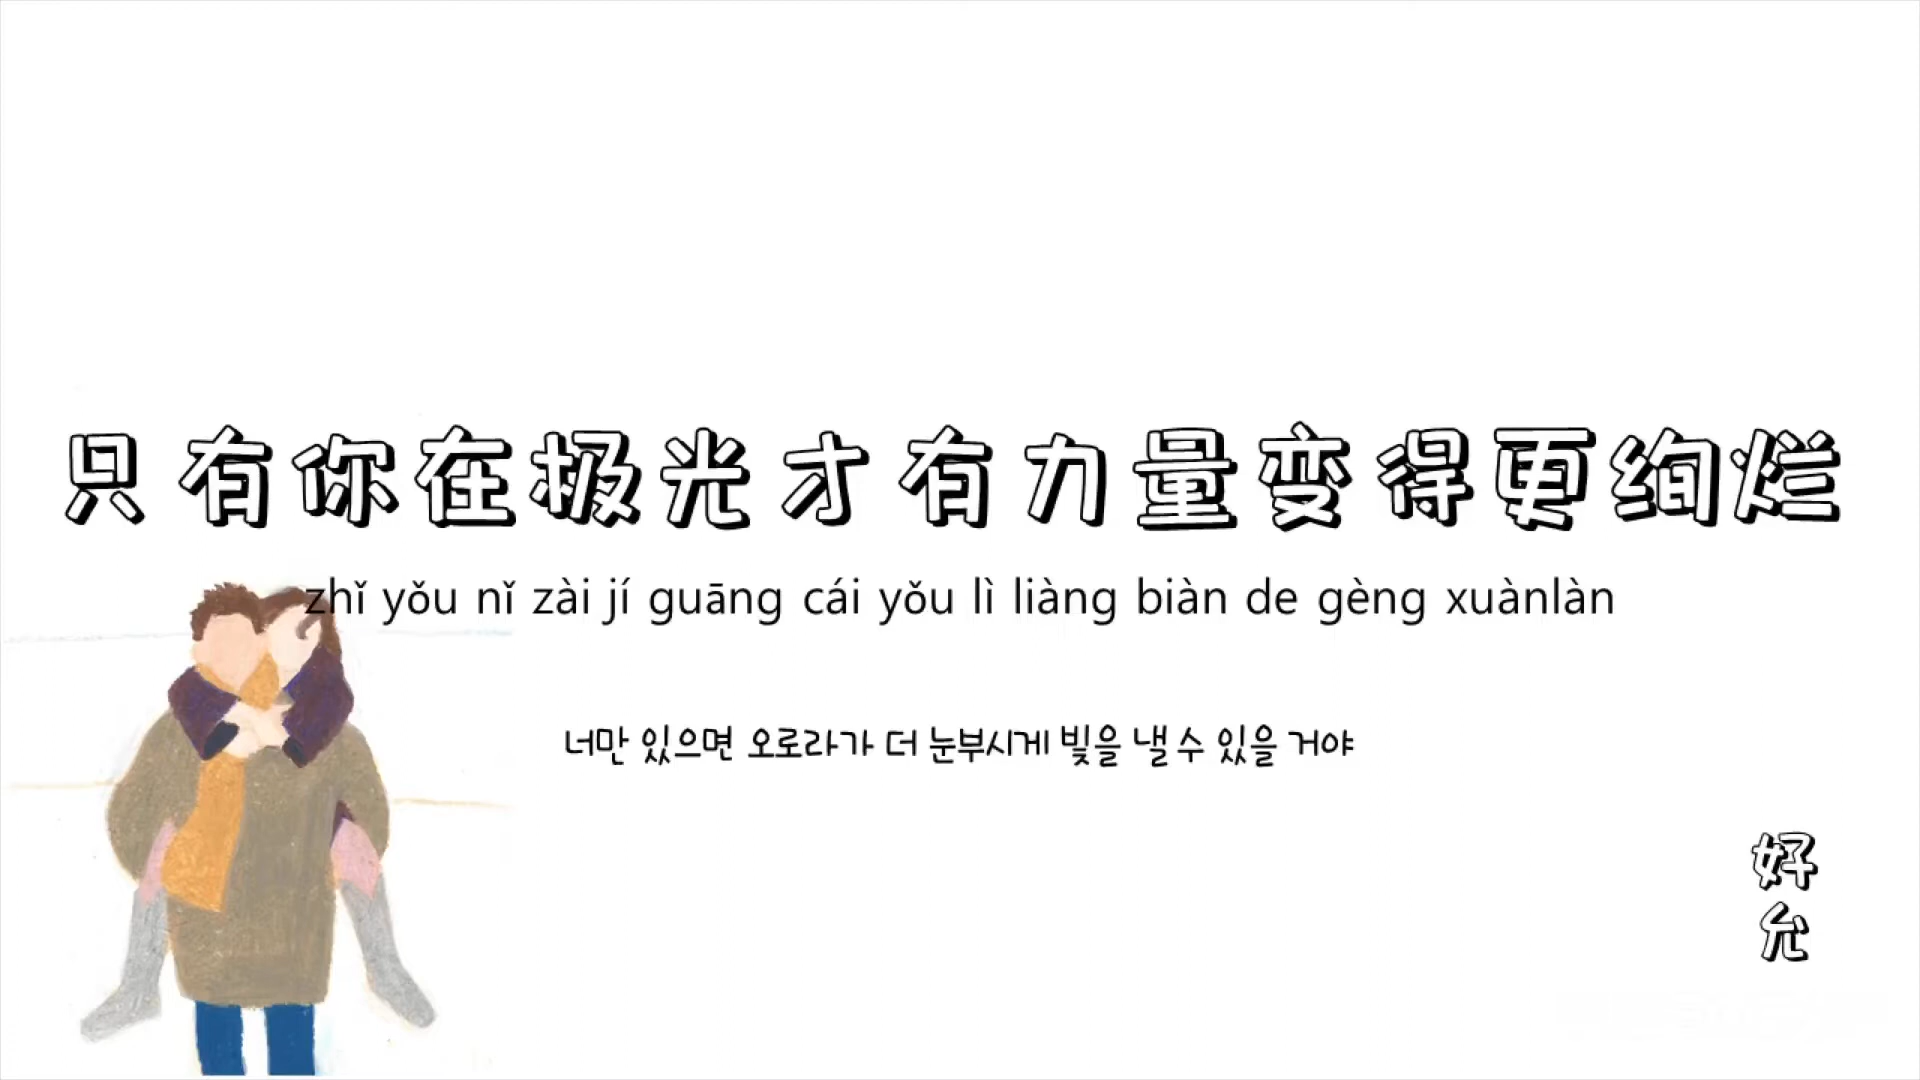 只有你在极光才有力量变得更绚烂
zhǐ yǒu nǐ zài jí guāng cái yǒu lì liàng biàn de gèng xuànlàn
너만 있으면 오로라가 더 눈부시게 빛을 낼 수 있을 거야
好允